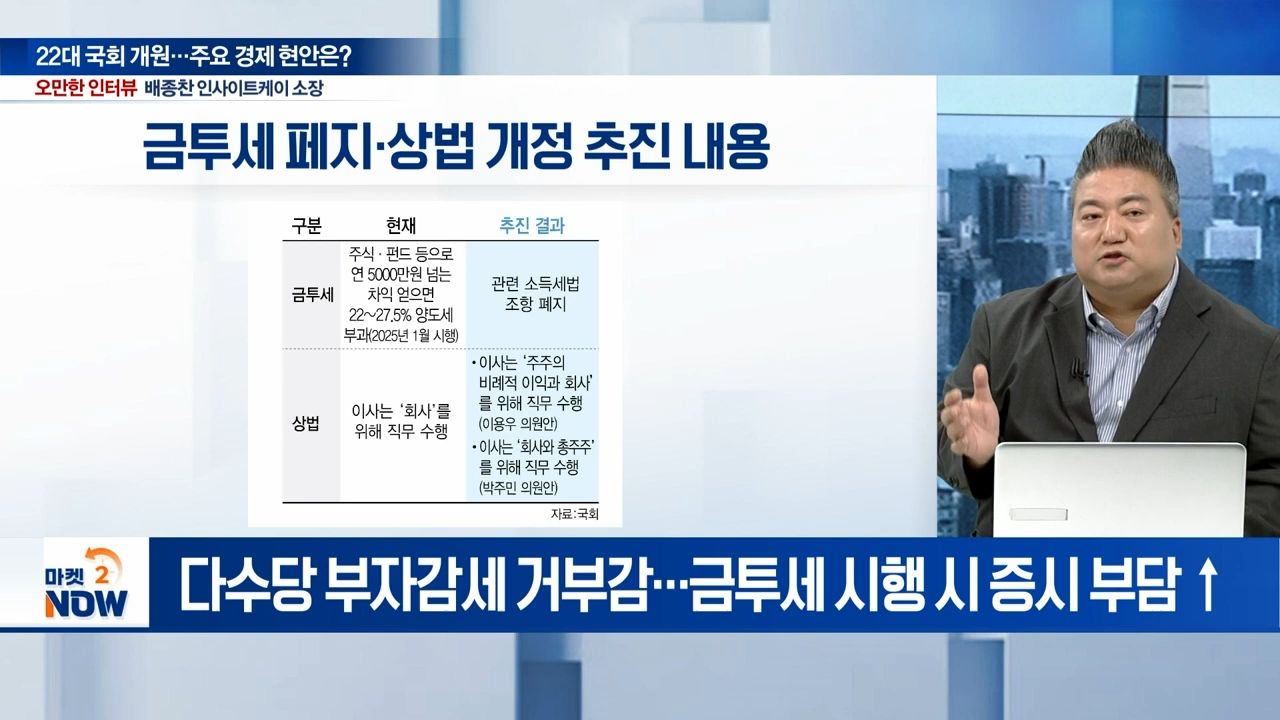 22대 국회 개원…주요 경제 현안은?
오만한 인터뷰 배종찬 인사이트케이 소장
금투세 폐지·상법 개정 추진 내용
구분 현재 추진 결과
금투세
주식·펀드 등으로
연 5000만원 넘는
차익 얻으면
22~27.5% 양도세
부과(2025년 1월 시행)
관련 소득세법
조항 폐지
상법
이사는 ‘회사’를
위해 직무 수행
• 이사는 ‘주주의
비례적 이익과 회사’
를 위해 직무 수행
(이용우 의원안)
• 이사는 ‘회사와 총주주’
를 위해 직무 수행
(박주민 의원안)
자료:국회
마켓 2
NOW
다수당 부자감세 거부감…금투세 시행 시 증시 부담↑